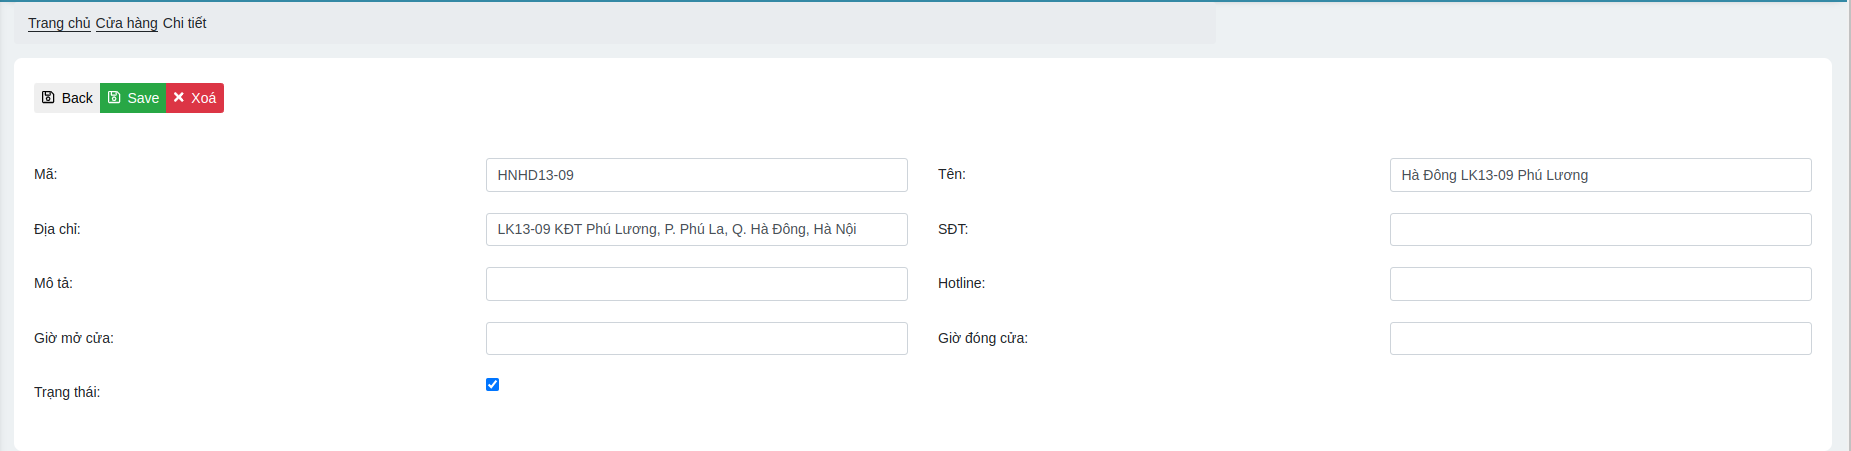 Trang chủ Cửa hàng Chi tiết
Back Save Xoá
Mã: HNHD13-09 Tên: Hà Đông LK13-09 Phú Lương
Địa chỉ: LK13-09 KĐT Phú Lương, P. Phú La, Q. Hà Đông, Hà Nội SĐT:
Mô tả: Hotline:
Giờ mở cửa: Giờ đóng cửa:
Trạng thái: